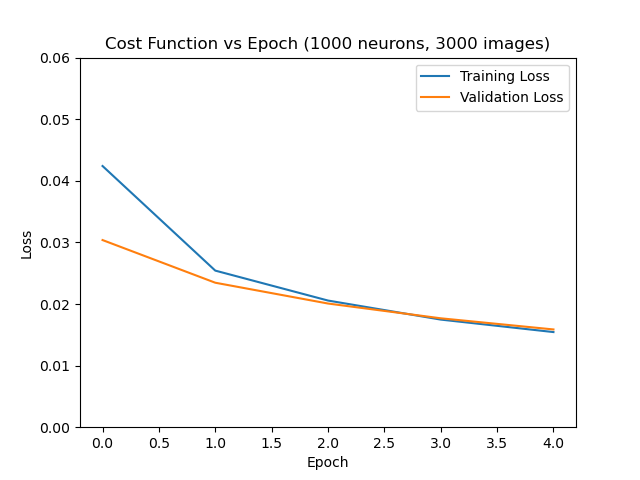 Cost Function vs Epoch (1000 neurons, 3000 images)
Training Loss
Validation Loss
0.06
0.05
0.04
0.03
0.02
0.01
0.00
Loss
0.0 0.5 1.0 1.5 2.0 2.5 3.0 3.5 4.0
Epoch